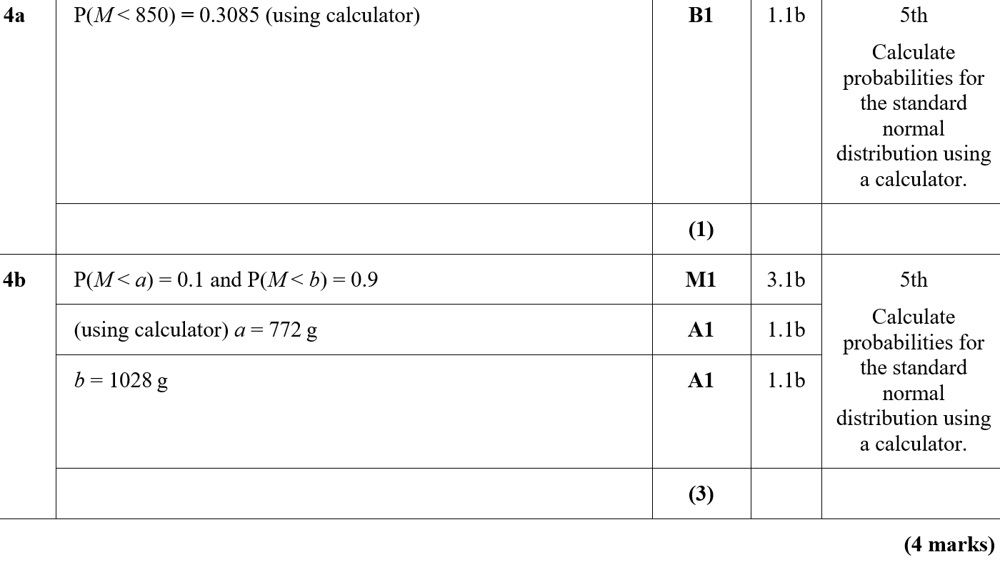 4a P(M < 850) = 0.3085 (using calculator) B1 1.1b 5th
Calculate
probabilities for
the standard
normal
distribution using
a calculator.
(1)
4b P(M < a) = 0.1 and P(M < b) = 0.9 M1 3.1b 5th
Calculate
probabilities for
the standard
normal
distribution using
a calculator.
(using calculator) a = 772 g A1 1.1b
b = 1028 g A1 1.1b
(3)
(4 marks)